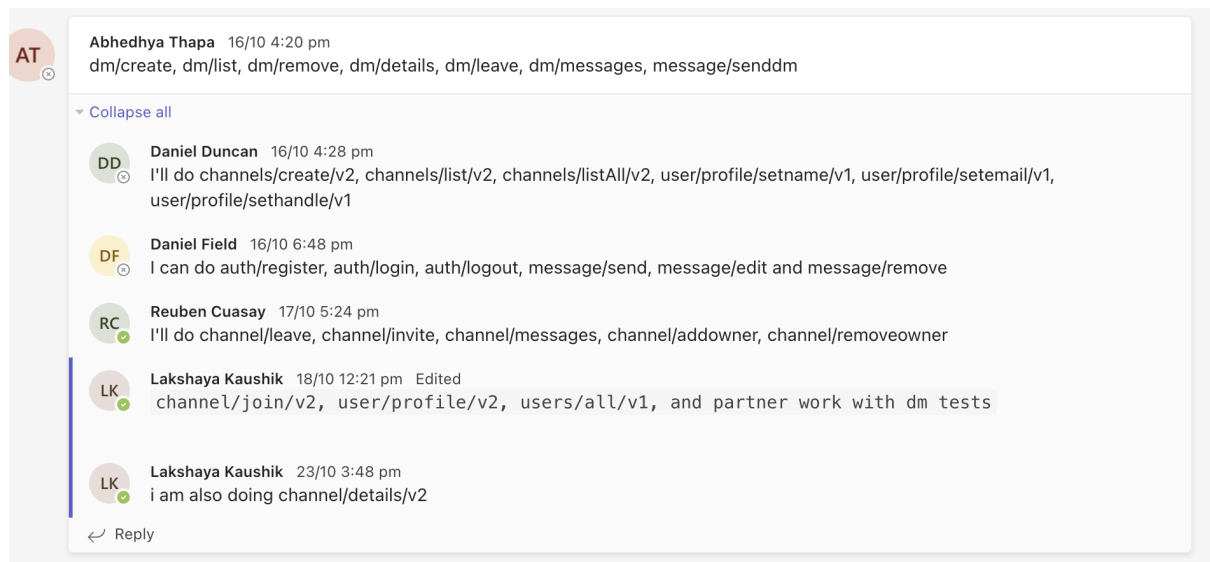 AT
Abhedhya Thapa 16/10 4:20 pm
dm/create, dm/list, dm/remove, dm/details, dm/leave, dm/messages, message/senddm
Collapse all
DD
Daniel Duncan 16/10 4:28 pm
I'll do channels/create/v2, channels/list/v2, channels/listAll/v2, user/profile/setname/v1, user/profile/setemail/v1,
user/profile/sethandle/v1
DF
Daniel Field 16/10 6:48 pm
I can do auth/register, auth/login, auth/logout, message/send, message/edit and message/remove
RC
Reuben Cuasay 17/10 5:24 pm
I'll do channel/leave, channel/invite, channel/messages, channel/addowner, channel/removeowner
LK
Lakshaya Kaushik 18/10 12:21 pm Edited
channel/join/v2, user/profile/v2, users/all/v1, and partner work with dm tests
LK
Lakshaya Kaushik 23/10 3:48 pm
i am also doing channel/details/v2
Reply